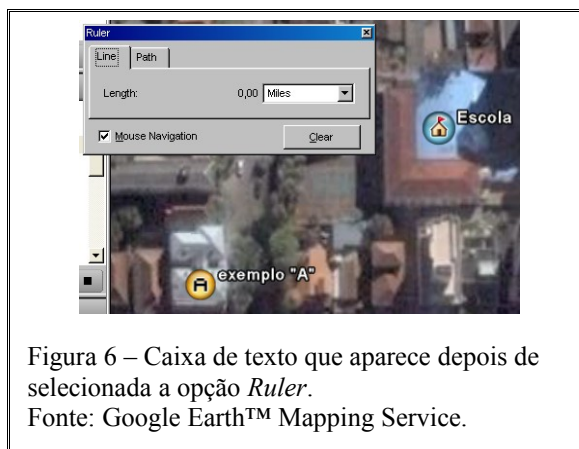 Ruler
Line Path
Length: 0,00 Miles
Mouse Navigation Clear
Escola
exemplo "A"
Figura 6 – Caixa de texto que aparece depois de
selecionada a opção Ruler.
Fonte: Google Earth™ Mapping Service.